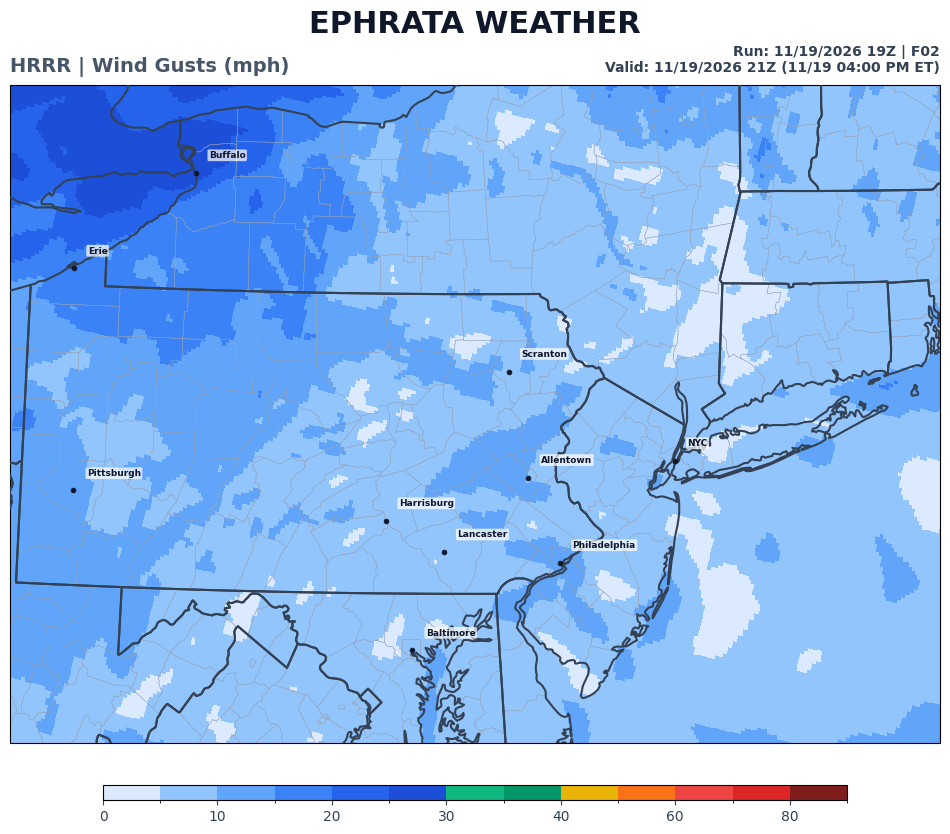 EPHRATA WEATHER
HRRR | Wind Gusts (mph)
Run: 11/19/2026 19Z | F02
Valid: 11/19/2026 21Z (11/19 04:00 PM ET)
Buffalo
Erie
Scranton
NYC
Allentown
Pittsburgh
Harrisburg
Lancaster
Philadelphia
Baltimore
0 10 20 30 40 60 80